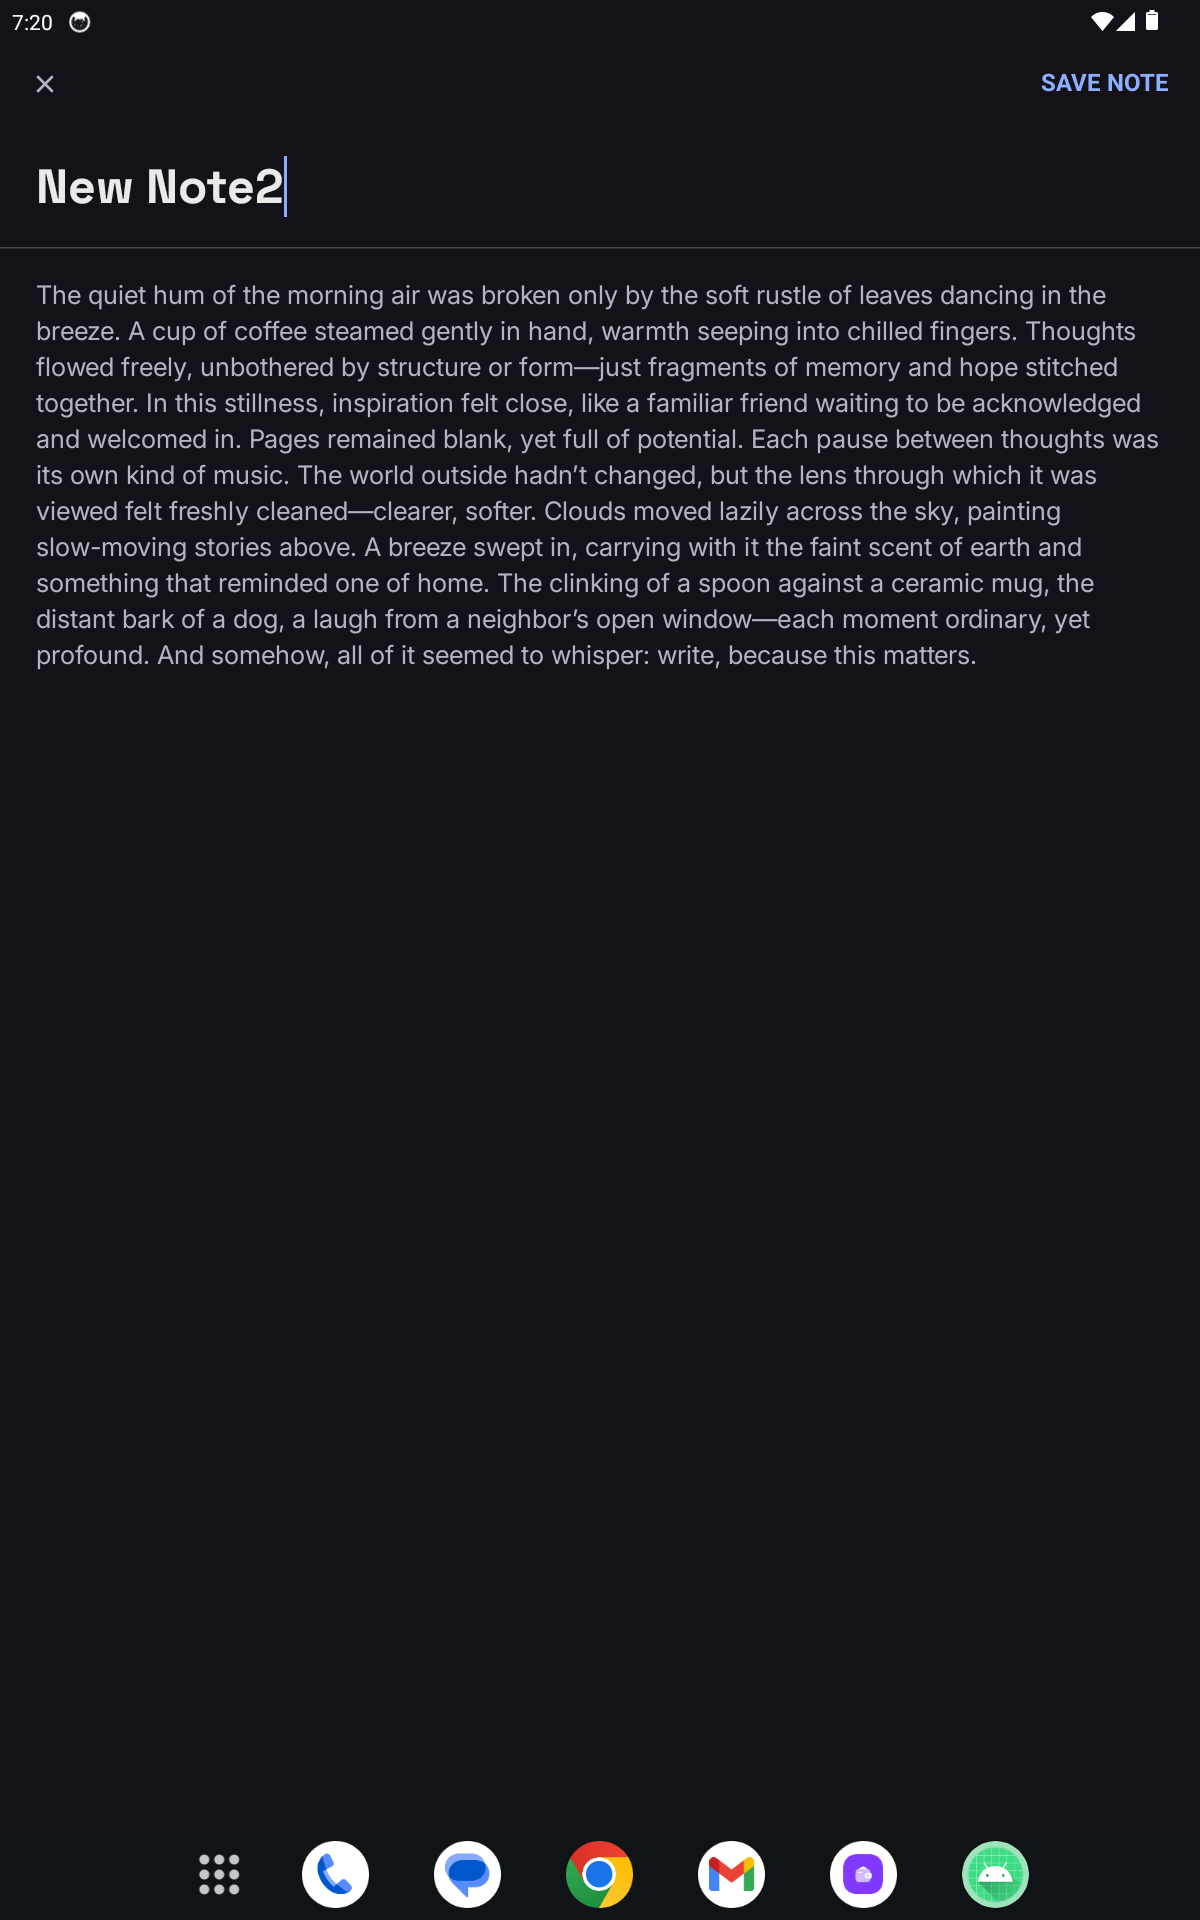 7:20
SAVE NOTE
New Note2
The quiet hum of the morning air was broken only by the soft rustle of leaves dancing in the
breeze. A cup of coffee steamed gently in hand, warmth seeping into chilled fingers. Thoughts
flowed freely, unbothered by structure or form—just fragments of memory and hope stitched
together. In this stillness, inspiration felt close, like a familiar friend waiting to be acknowledged
and welcomed in. Pages remained blank, yet full of potential. Each pause between thoughts was
its own kind of music. The world outside hadn’t changed, but the lens through which it was
viewed felt freshly cleaned—clearer, softer. Clouds moved lazily across the sky, painting
slow-moving stories above. A breeze swept in, carrying with it the faint scent of earth and
something that reminded one of home. The clinking of a spoon against a ceramic mug, the
distant bark of a dog, a laugh from a neighbor’s open window—each moment ordinary, yet
profound. And somehow, all of it seemed to whisper: write, because this matters.